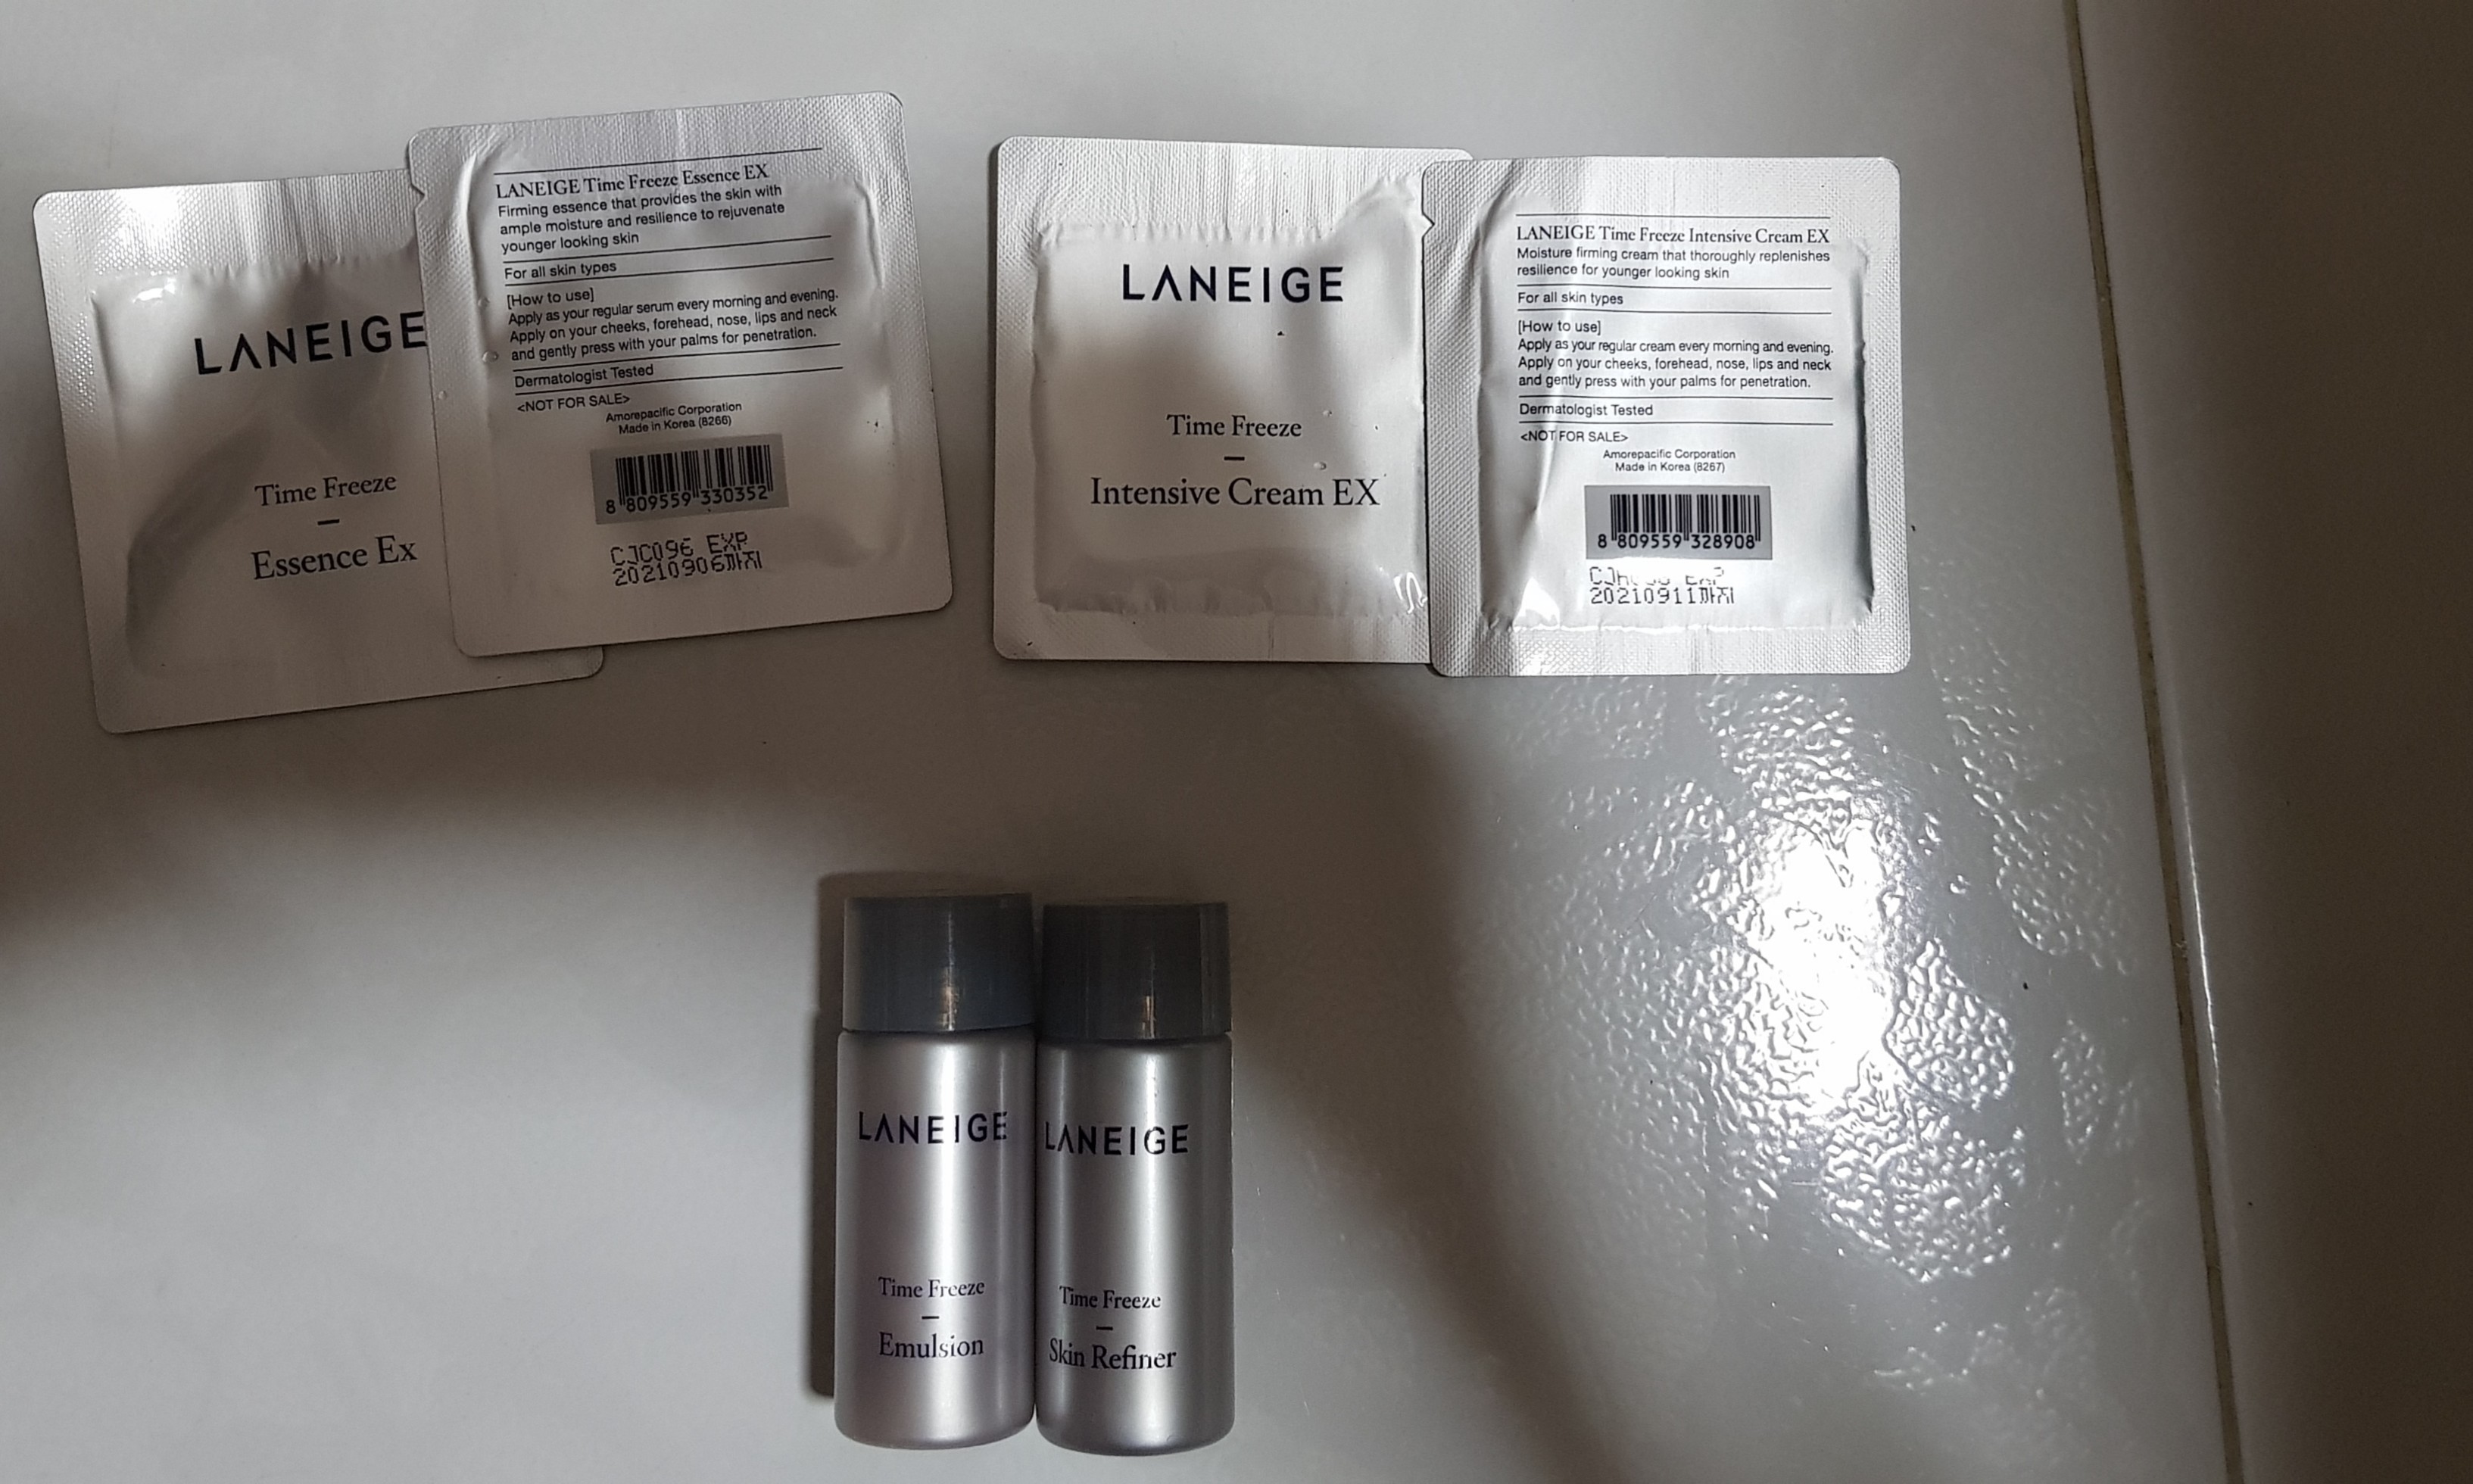 LANEIGE
Time Freeze
Essence Ex
LANEIGE Time Freeze Essence EX
Firming essence that provides the skin with
ample moisture and resilience to rejuvenate
younger looking skin
For all skin types
[How to use]
Apply as your regular serum every morning and evening.
Apply on your cheeks, forehead, nose, lips and neck
and gently press with your palms for penetration.
Dermatologist Tested
<NOT FOR SALE>
Amorepacific Corporation
Made in Korea (8266)
8 809559 330352
CJC096 EXP
20210906까지
LANEIGE
Time Freeze
Intensive Cream EX
LANEIGE Time Freeze Intensive Cream EX
Moisture firming cream that thoroughly replenishes
resilience for younger looking skin
For all skin types
[How to use]
Apply as your regular cream every morning and evening.
Apply on your cheeks, forehead, nose, lips and neck
and gently press with your palms for penetration.
Dermatologist Tested
<NOT FOR SALE>
Amorepacific Corporation
Made in Korea (8267)
8 809559 328908
EXP
20210911까지
LANEIGE
Time Freeze
Emulsion
LANEIGE
Time Freeze
Skin Refiner